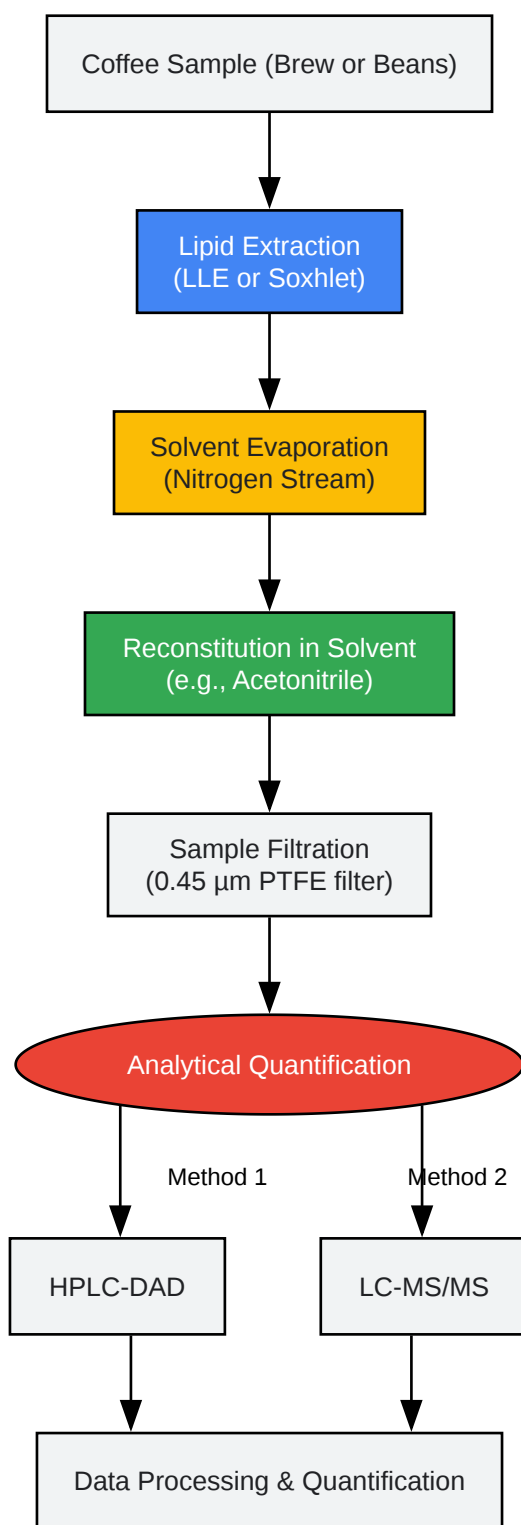 Coffee Sample (Brew or Beans)
Lipid Extraction
(LLE or Soxhlet)
Solvent Evaporation
(Nitrogen Stream)
Reconstitution in Solvent
(e.g., Acetonitrile)
Sample Filtration
(0.45 µm PTFE filter)
Analytical Quantification
Method 1
Method 2
HPLC-DAD
LC-MS/MS
Data Processing & Quantification